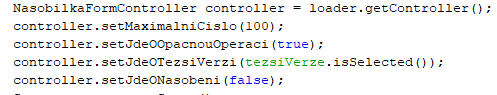 NasobilkaFormController controller = loader.getController();
controller.setMaximalniCislo(100);
controller.setJdeOOpacnouOperaci(true);
controller.setJdeOTezsiVerzi(tezsiVerze.isSelected());
controller.setJdeONasobeni(false);